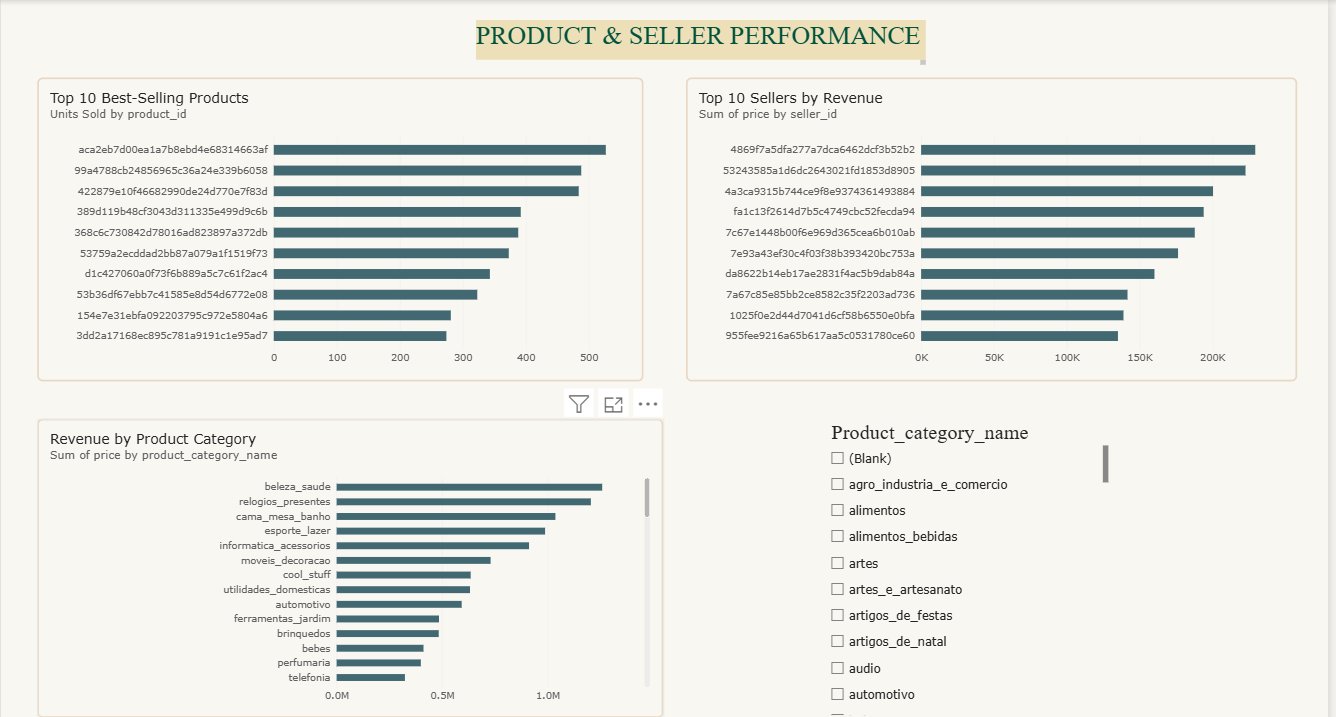 PRODUCT & SELLER PERFORMANCE
Top 10 Best-Selling Products
Units Sold by product_id
aca2eb7d00ea1a7b8ebd4e68314663af
99a4788cb24856965c36a24e339b6058
422879e10f46682990de24d770e7f83d
389d119b48cf3043d311335e499d9c6b
368c6c730842d78016ad823897a372db
53759a2ecddad2bb87a079a1f1519f73
d1c427060a0f73f6b889a5c7c61f2ac4
53b36df67ebb7c41585e8d54d6772e08
154e7e31ebfa092203795c972e5804a6
3dd2a17168ec895c781a9191c1e95ad7
0 100 200 300 400 500
Top 10 Sellers by Revenue
Sum of price by seller_id
4869f7a5dfa277a7dca6462dcf3b52b2
53243585a1d6dc2643021fd1853d8905
4a3ca9315b744ce9f8e9374361493884
fa1c13f2614d7b5c4749cbc52fecda94
7c67e1448b00f6e969d365cea6b010ab
7e93a43ef30c4f03f38b393420bc753a
da8622b14eb17ae2831f4ac5b9dab84a
7a67c85e85bb2ce8582c35f2203ad736
1025f0e2d44d7041d6cf58b6550e0bfa
955fee9216a65b617aa5c0531780ce60
0K 50K 100K 150K 200K
Revenue by Product Category
Sum of price by product_category_name
beleza_saude
relogios_presentes
cama_mesa_banho
esporte_lazer
informatica_acessorios
moveis_decoracao
cool_stuff
utilidades_domesticas
automotivo
ferramentas_jardim
brinquedos
bebes
perfumaria
telefonia
0.0M 0.5M 1.0M
Product_category_name
(Blank)
agro_industria_e_comercio
alimentos
alimentos_bebidas
artes
artes_e_artesanato
artigos_de_festas
artigos_de_natal
audio
automotivo